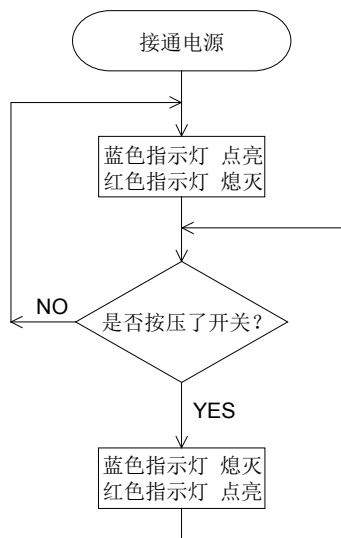 接通电源
蓝色指示灯 点亮
红色指示灯 熄灭
是否按压了开关？
NO
YES
蓝色指示灯 熄灭
红色指示灯 点亮